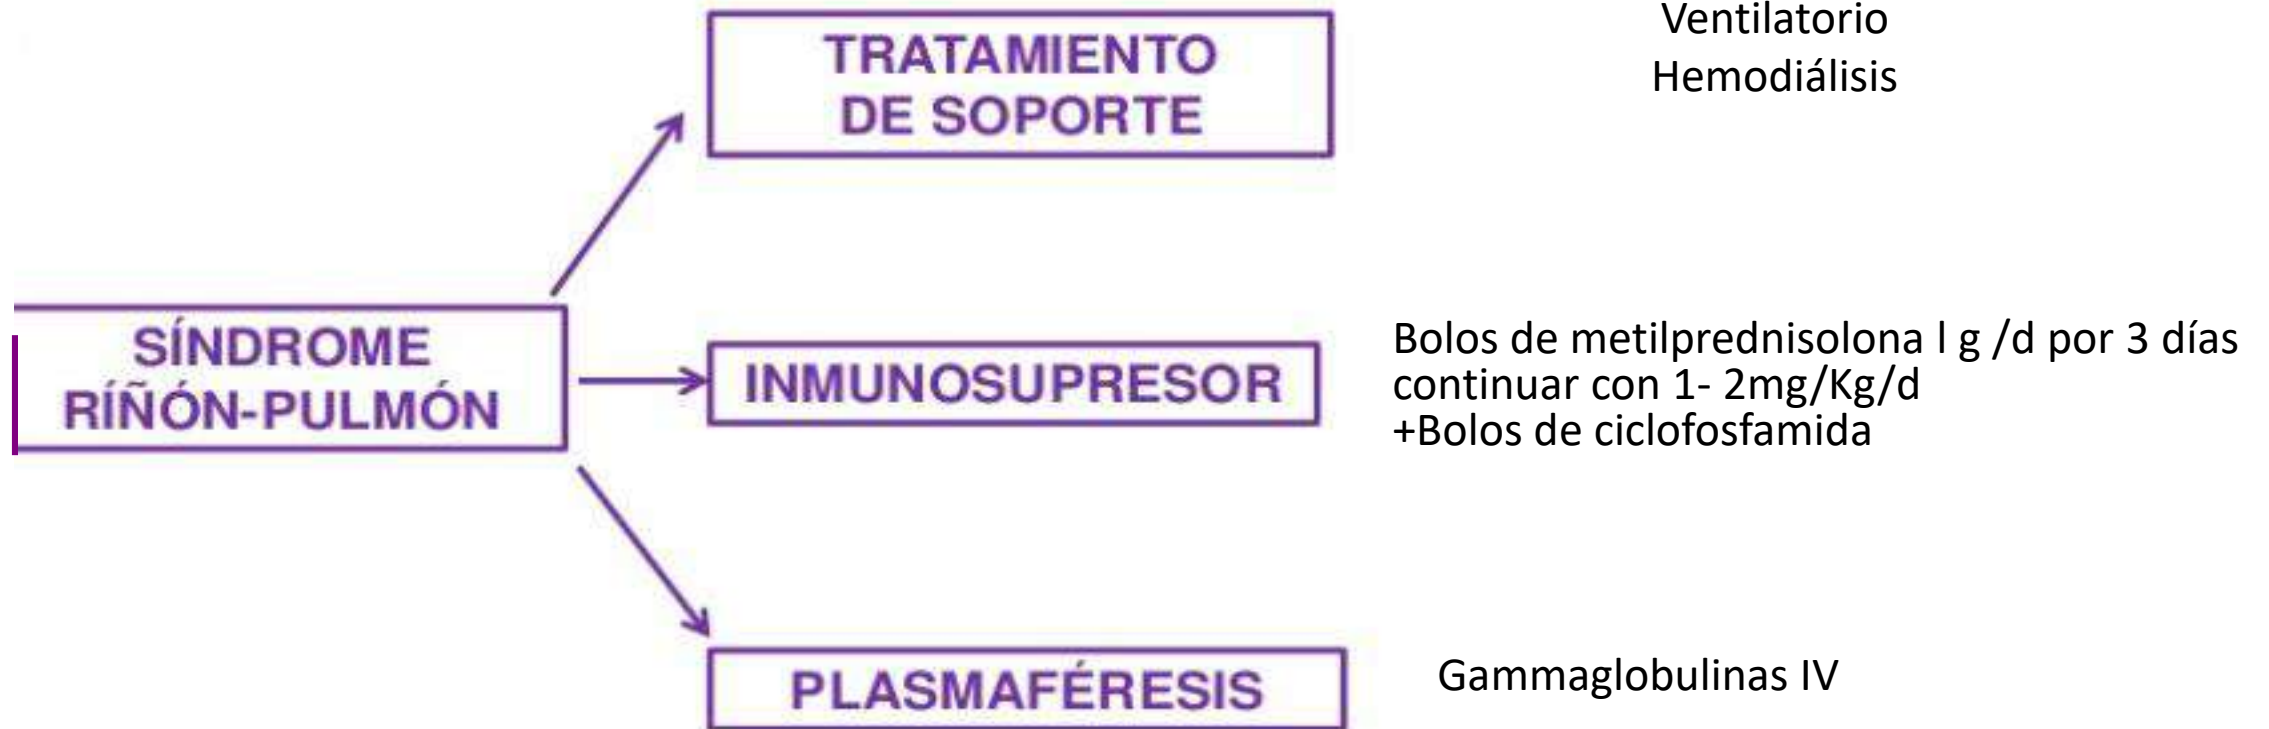 Ventilatorio
Hemodiálisis
TRATAMIENTO
DE SOPORTE
SÍNDROME
RÍÑÓN-PULMÓN
INMUNOSUPRESOR
Bolos de metilprednisolona l g /d por 3 días
continuar con 1- 2mg/Kg/d
+Bolos de ciclofosfamida
PLASMAFÉRESIS
Gammaglobulinas IV